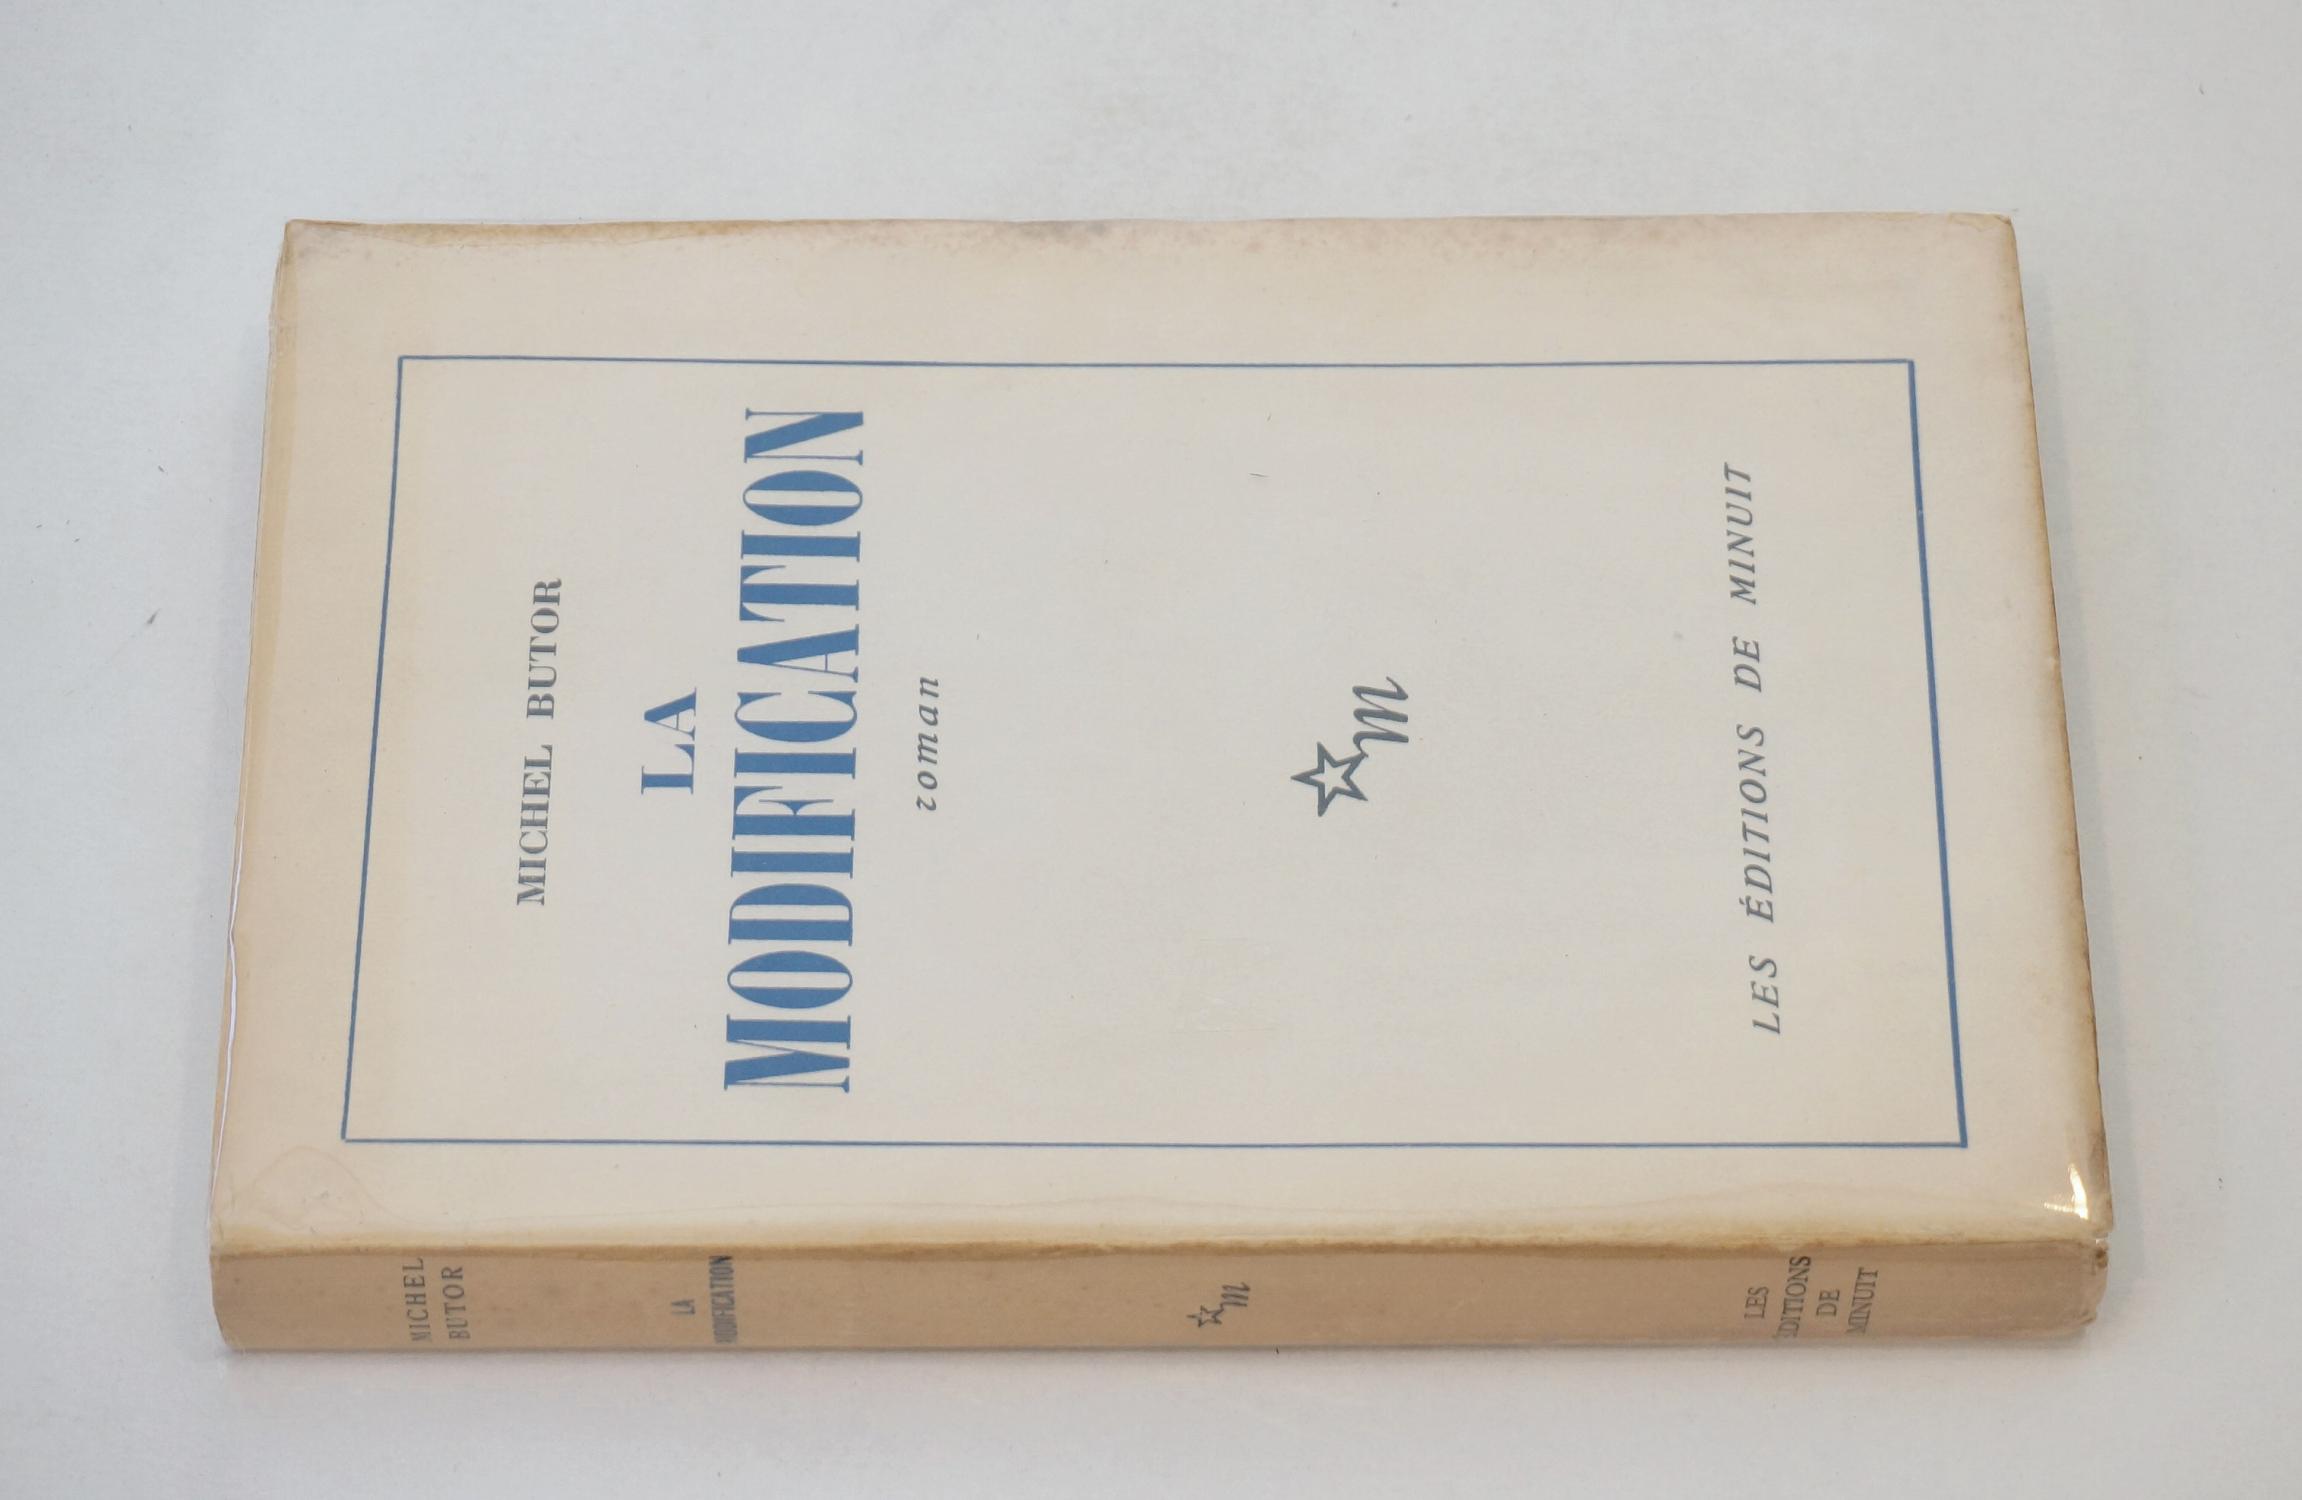 MICHEL BUTOR
LA
MODIFICATION
roman
m
LES ÉDITIONS DE MINUIT
MICHEL
BUTOR
LA
MODIFICATION
m
LES
ÉDITIONS
DE
MINUIT